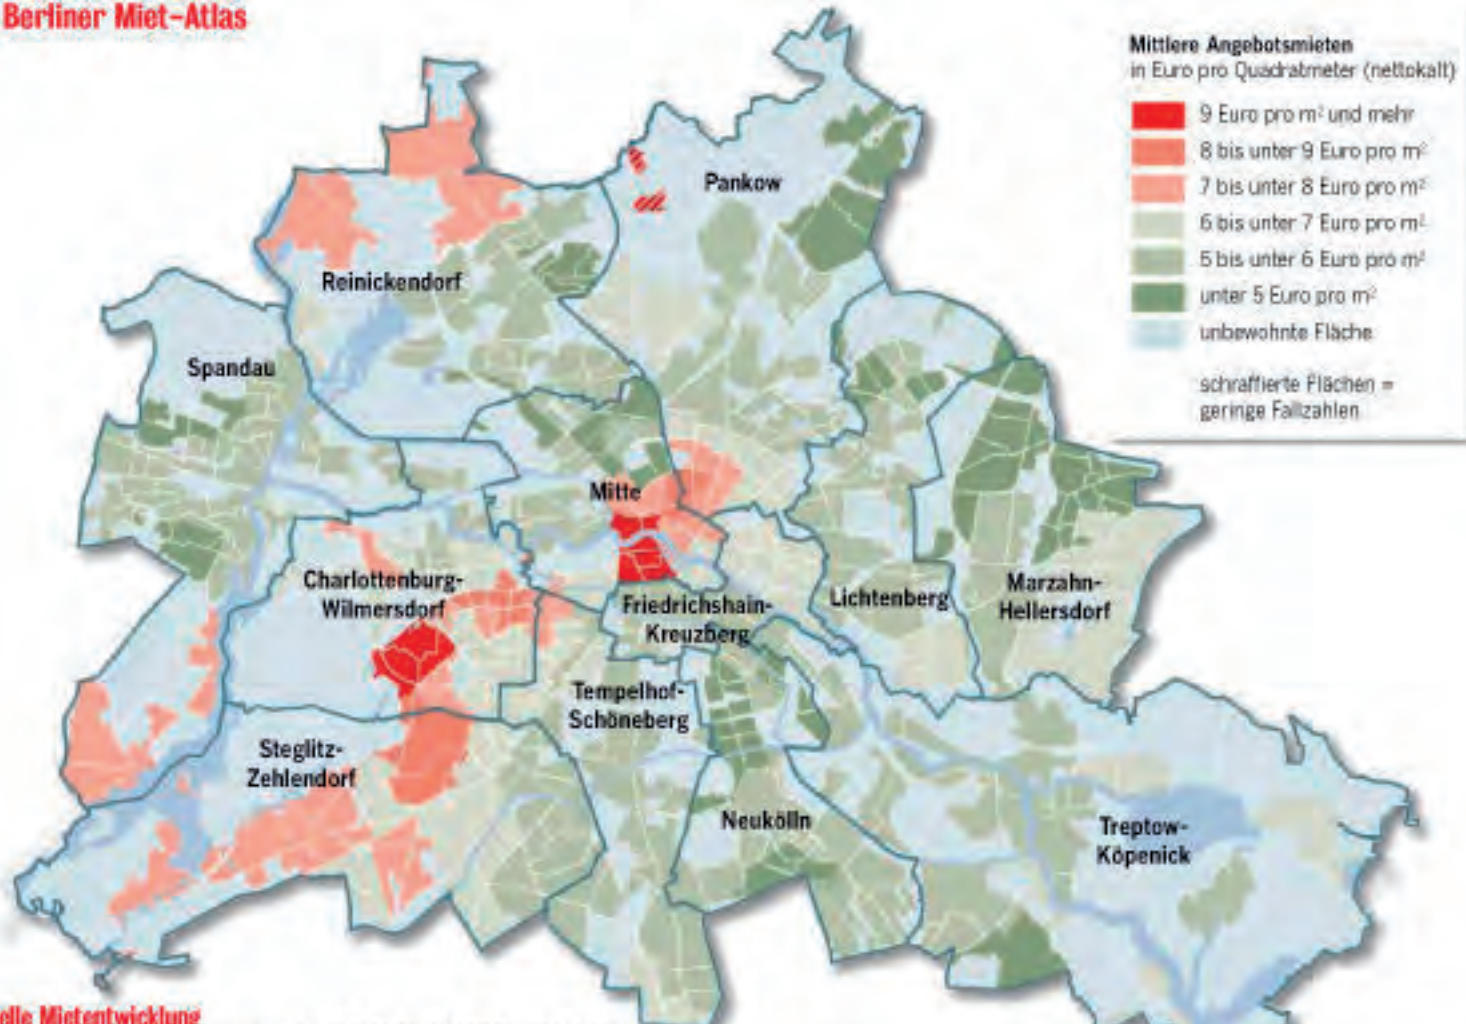 Berliner Miet-Atlas
Mittlere Angebotsmieten
in Euro pro Quadratmeter (nettokalt)
9 Euro pro m² und mehr
8 bis unter 9 Euro pro m²
7 bis unter 8 Euro pro m²
6 bis unter 7 Euro pro m²
5 bis unter 6 Euro pro m²
unter 5 Euro pro m²
unbewohnte Fläche
schraffierte Flächen =
geringe Fallzahlen
Pankow
Reinickendorf
Spandau
Mitte
Charlottenburg-
Wilmersdorf
Friedrichshain-
Kreuzberg
Lichtenberg
Marzahn-
Hellersdorf
Tempelhof-
Schöneberg
Steglitz-
Zehlendorf
Neukölln
Treptow-
Köpenick
elle Mietentwicklung